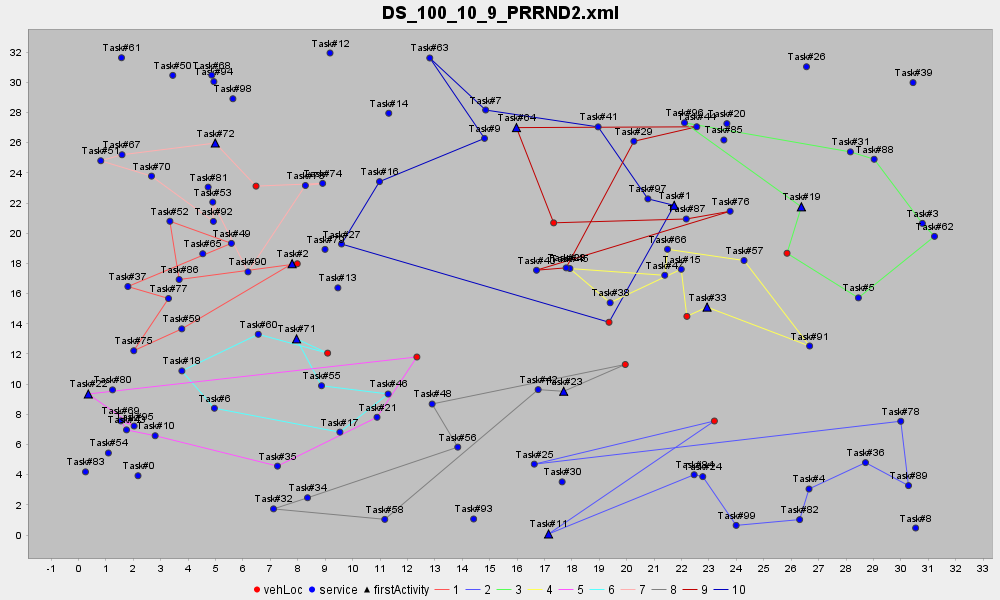 DS_100_10_9_PRRND2.xml
32
30
28
26
24
22
20
18
16
14
12
10
8
6
4
2
0
Task#61
Task#12
Task#63
Task#26
Task#50
Task#68
Task#94
Task#39
Task#98
Task#14
Task#7
Task#64
Task#41
Task#96
Task#20
Task#72
Task#9
Task#29
Task#85
Task#51
Task#67
Task#31
Task#88
Task#70
Task#81
Task#74
Task#16
Task#53
Task#97
Task#1
Task#19
Task#52
Task#92
Task#87
Task#76
Task#3
Task#62
Task#49
Task#27
Task#65
Task#66
Task#2
Task#57
Task#15
Task#86
Task#90
Task#37
Task#13
Task#77
Task#38
Task#33
Task#5
Task#59
Task#60
Task#71
Task#75
Task#91
Task#18
Task#55
Task#22
Task#80
Task#46
Task#42
Task#23
Task#6
Task#48
Task#69
Task#21
Task#78
Task#10
Task#17
Task#56
Task#54
Task#35
Task#25
Task#36
Task#83
Task#0
Task#30
Task#24
Task#4
Task#89
Task#34
Task#32
Task#58
Task#93
Task#11
Task#99
Task#82
Task#8
-1 0 1 2 3 4 5 6 7 8 9 10 11 12 13 14 15 16 17 18 19 20 21 22 23 24 25 26 27 28 29 30 31 32 33
vehLoc service firstActivity 1 2 3 4 5 6 7 8 9 10